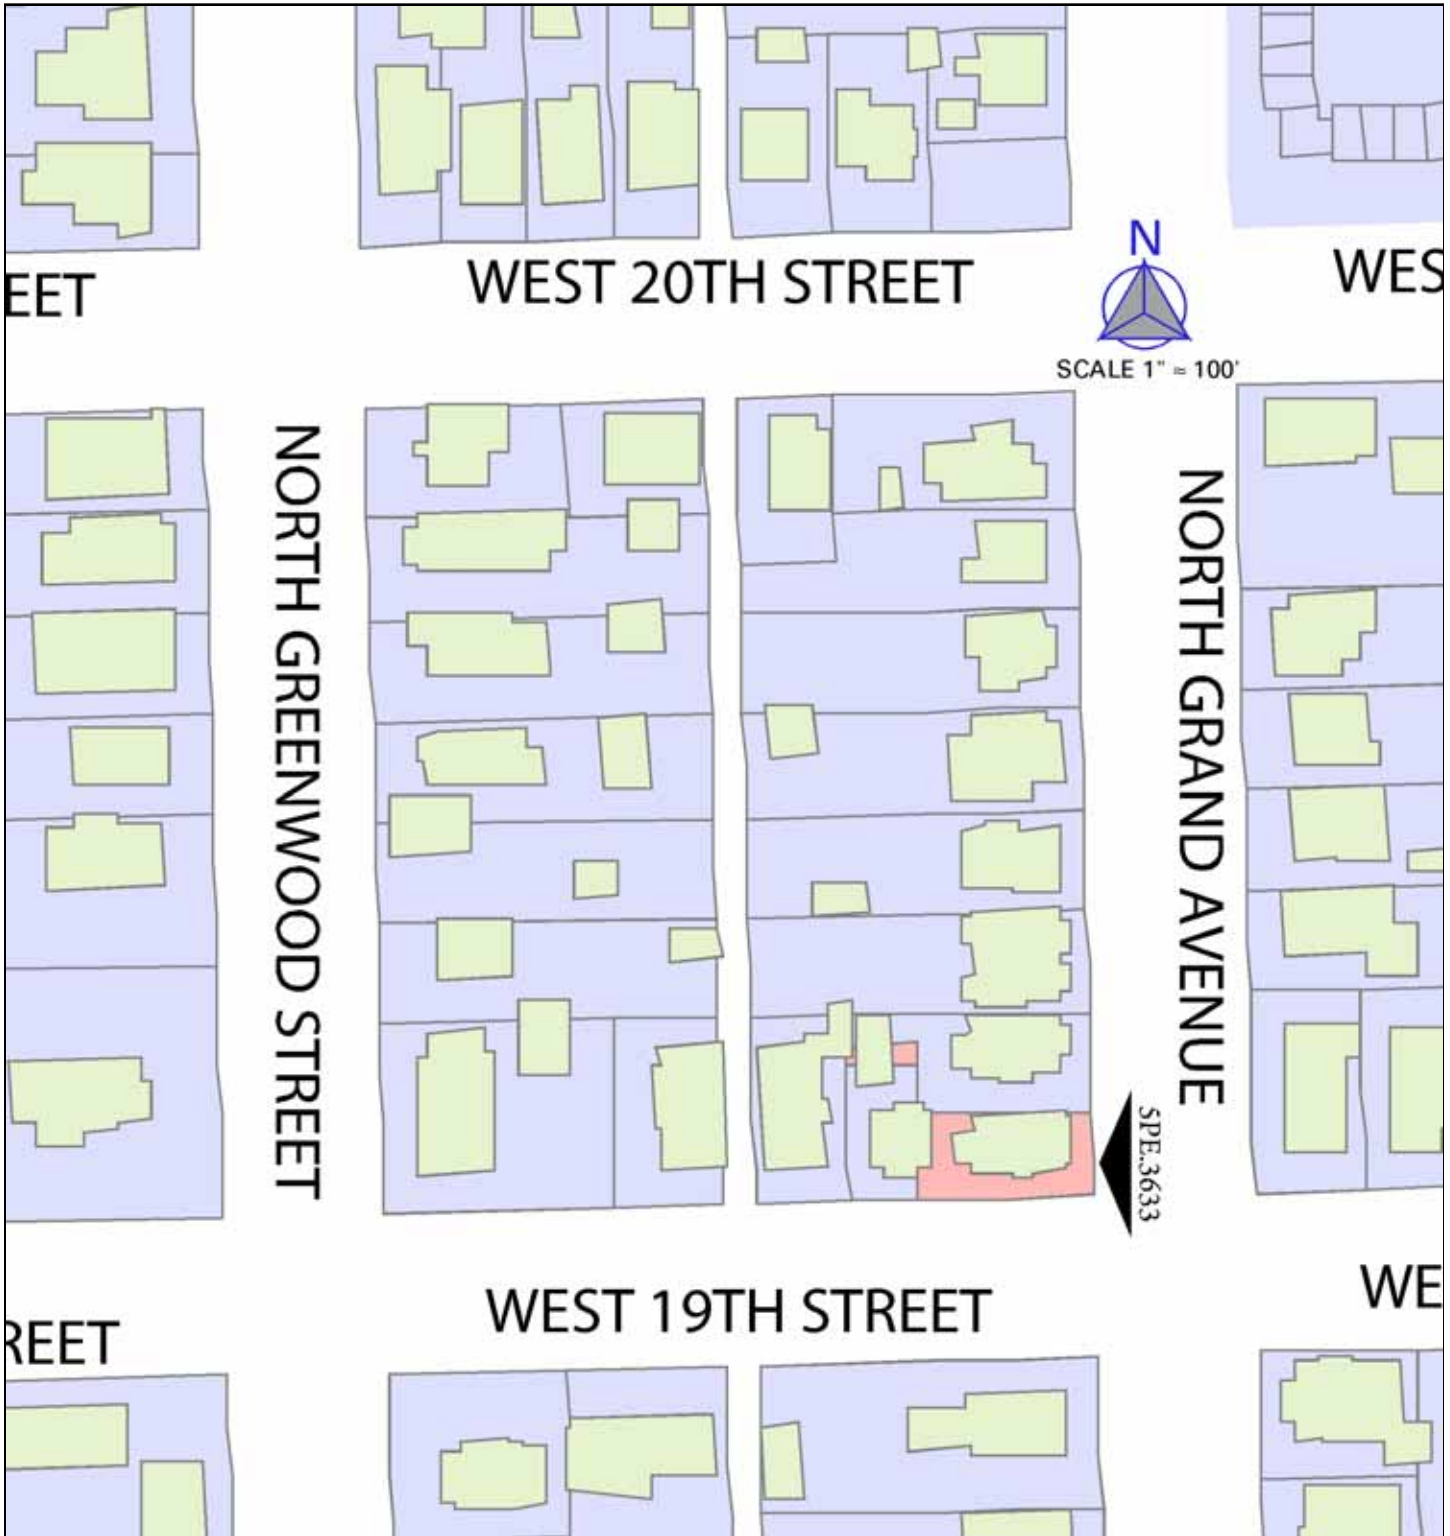 N
WEST 20TH STREET
EET
WES
SCALE 1" ≈ 100'
NORTH GREENWOOD STREET
NORTH GRAND AVENUE
5PE.3633
WEST 19TH STREET
WE
REET